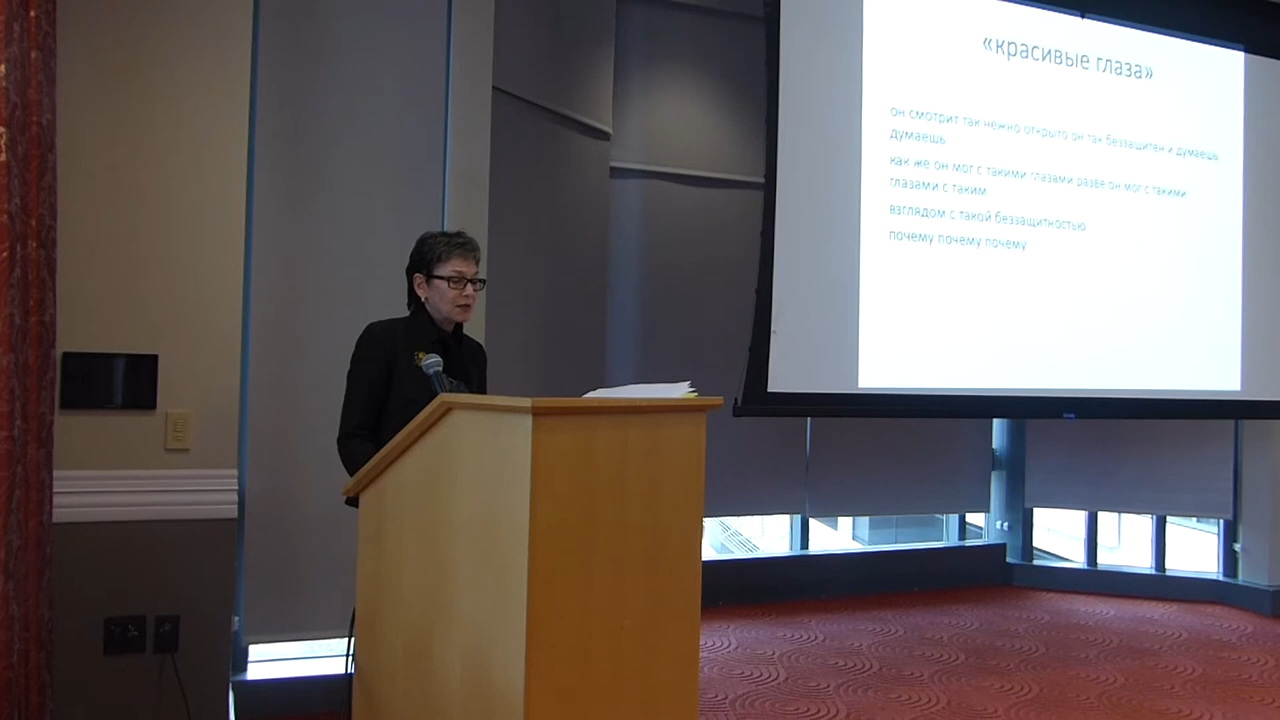 «красивые глаза»
он смотрит так нежно открыто он так беззащитен и думаешь
думаешь
как же он мог с такими глазами разве он мог с такими
глазами с таким
взглядом с такой беззащитностью
почему почему почему